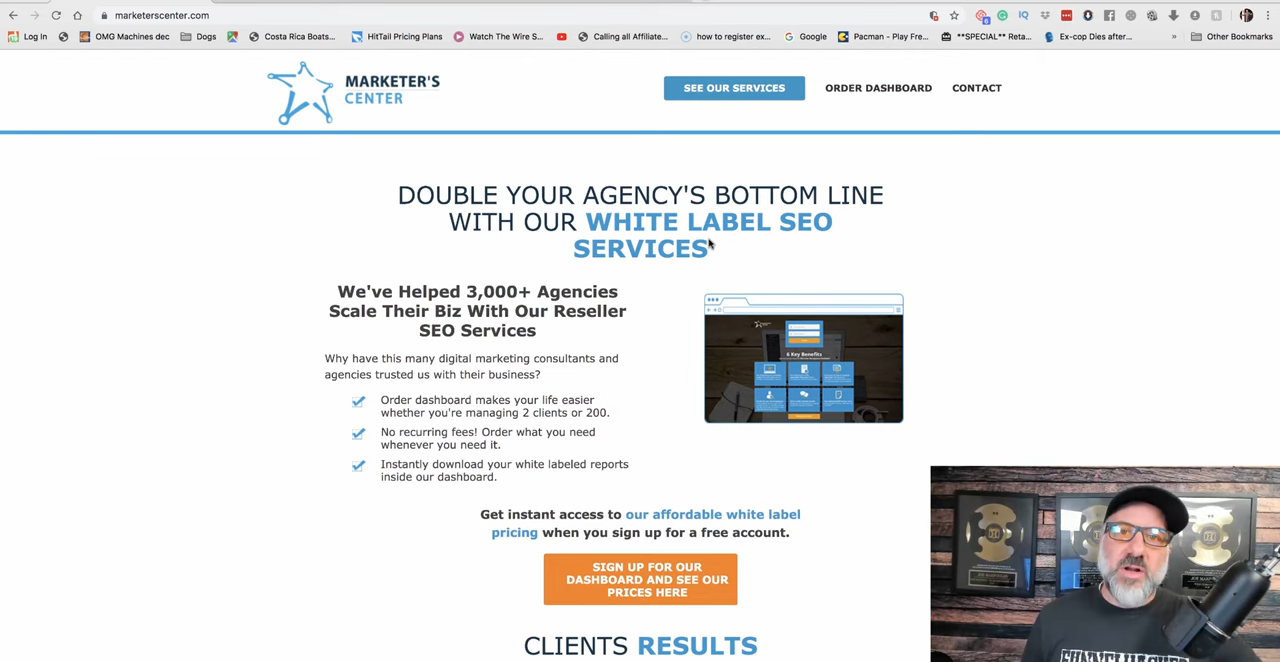 marketerscenter.com
Log In
OMG Machines dec
Dogs
Costa Rica Boats...
HitTail Pricing Plans
Watch The Wire S...
Calling all Affiliate...
how to register ex...
Google
Pacman - Play Fre...
**SPECIAL** Reta...
Ex-cop Dies after...
»
Other Bookmarks
MARKETER'S
CENTER
SEE OUR SERVICES
ORDER DASHBOARD
CONTACT
DOUBLE YOUR AGENCY'S BOTTOM LINE
WITH OUR WHITE LABEL SEO
SERVICES
We've Helped 3,000+ Agencies
Scale Their Biz With Our Reseller
SEO Services
Why have this many digital marketing consultants and
agencies trusted us with their business?
Order dashboard makes your life easier
whether you're managing 2 clients or 200.
No recurring fees! Order what you need
whenever you need it.
Instantly download your white labeled reports
inside our dashboard.
6 Key Benefits
Get instant access to our affordable white label
pricing when you sign up for a free account.
SIGN UP FOR OUR
DASHBOARD AND SEE OUR
PRICES HERE
CLIENTS RESULTS